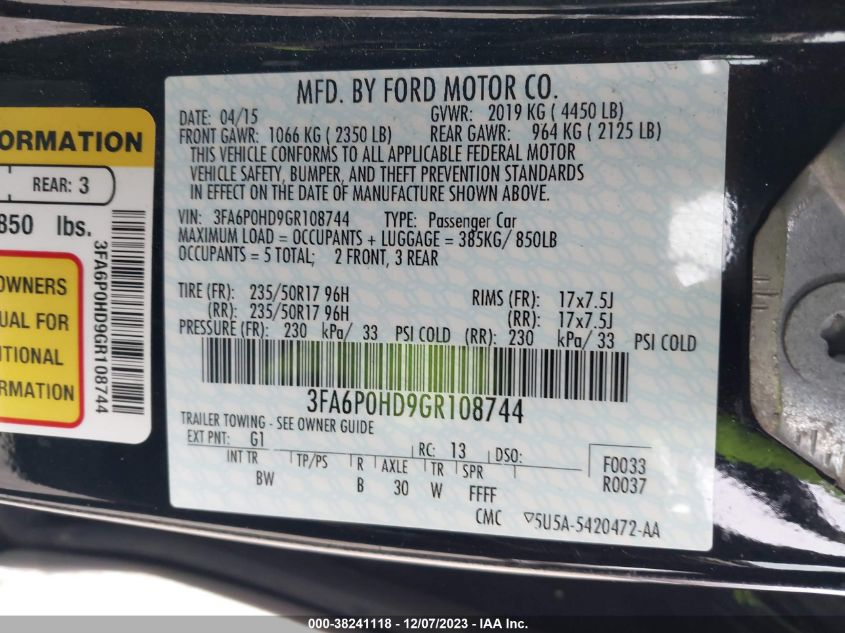 MFD. BY FORD MOTOR CO.
DATE: 04/15 GVWR: 2019 KG ( 4450 LB)
FRONT GAWR: 1066 KG ( 2350 LB) REAR GAWR: 964 KG ( 2125 LB)
THIS VEHICLE CONFORMS TO ALL APPLICABLE FEDERAL MOTOR
VEHICLE SAFETY, BUMPER, AND THEFT PREVENTION STANDARDS
IN EFFECT ON THE DATE OF MANUFACTURE SHOWN ABOVE.
VIN: 3FA6P0HD9GR108744 TYPE: Passenger Car
MAXIMUM LOAD = OCCUPANTS + LUGGAGE = 385KG/ 850LB
OCCUPANTS = 5 TOTAL; 2 FRONT, 3 REAR
TIRE (FR): 235/50R17 96H RIMS (FR): 17x7.5J
(RR): 235/50R17 96H (RR): 17x7.5J
PRESSURE (FR): 230 kPa/ 33 PSI COLD (RR): 230 kPa/ 33 PSI COLD
3FA6P0HD9GR108744
TRAILER TOWING - SEE OWNER GUIDE
EXT PNT: G1 RC: 13 DSO: F0033
INT TR TP/PS R AXLE TR SPR R0037
BW B 30 W FFFF
CMC 5U5A-5420472-AA
ORMATION
REAR: 3
850 lbs.
OWNERS
UAL FOR
ITIONAL
ORMATION
3FA6P0HD9GR108744
000-38241118 - 12/07/2023 - IAA Inc.